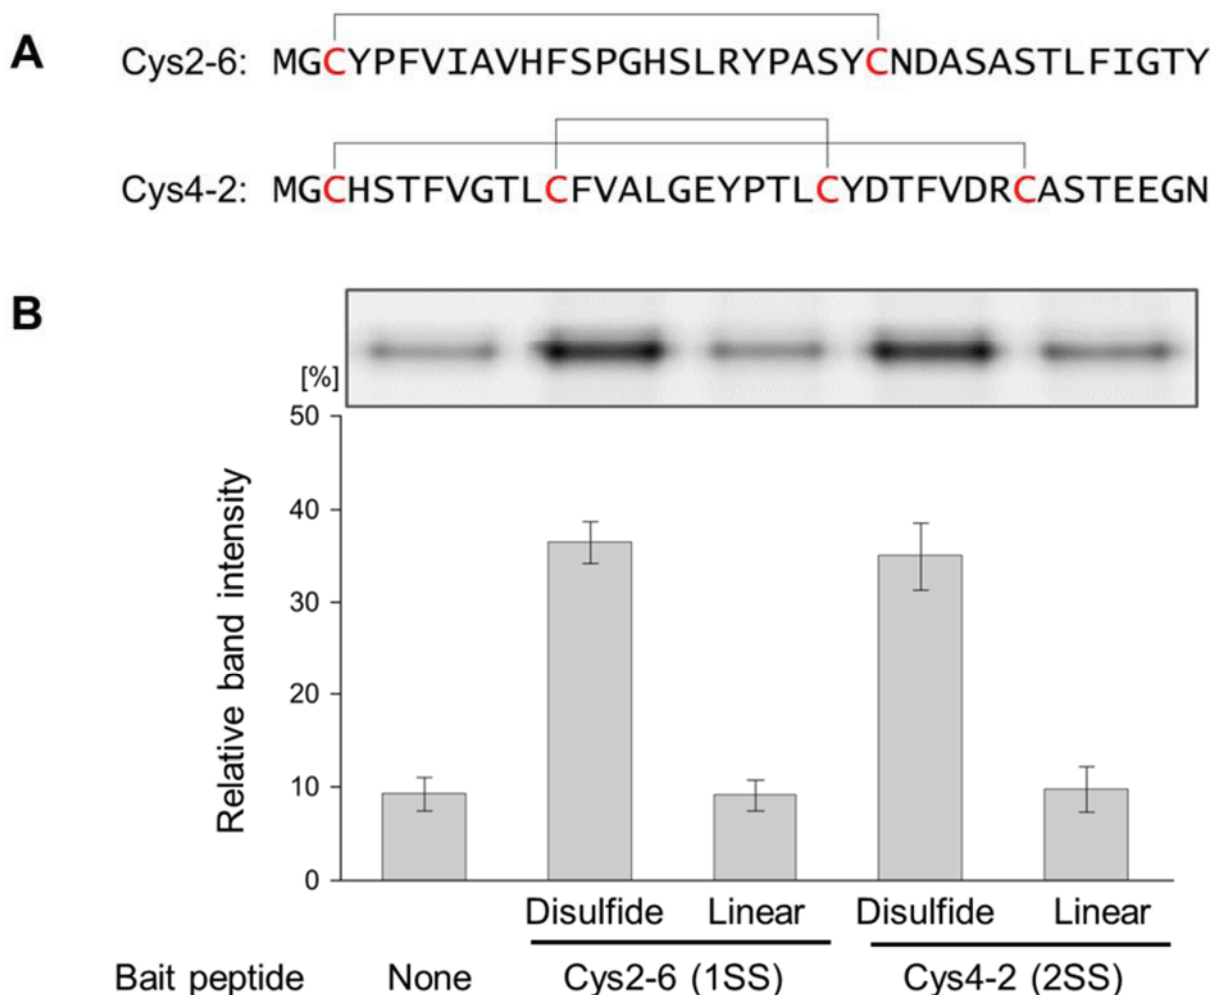 A
Cys2-6: MGCYPFVIAVHFSPGHSLRYPASYCNDASASTLFIGTY
Cys4-2: MGCHSTFVGTLCFVALGEYPTLCYDTFVDRCASTEEGN
B
[%]
50
40
30
20
10
0
Relative band intensity
Disulfide Linear Disulfide Linear
Bait peptide None Cys2-6 (1SS) Cys4-2 (2SS)